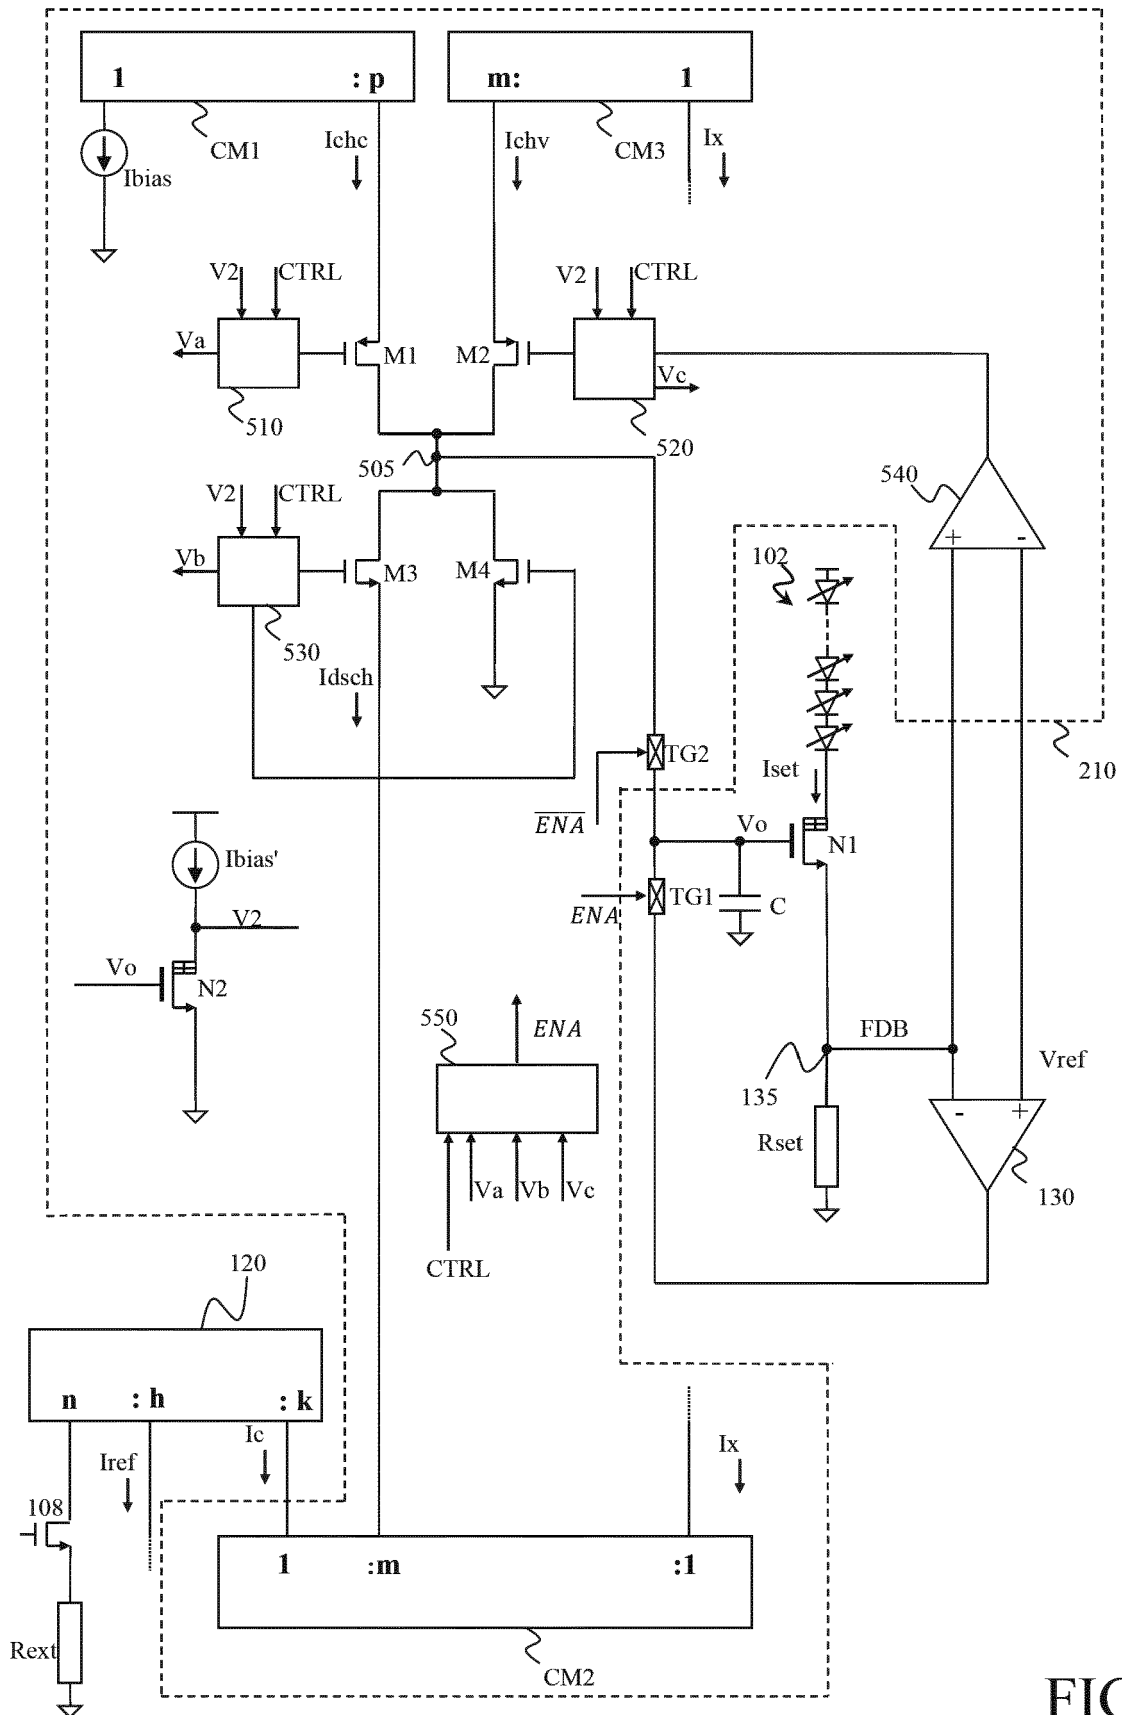 1 : p
m: 1
CM1
CM3
Ichc
Ichv
Ix
Ibias
V2 CTRL
V2 CTRL
Va
M1
M2
Vc
510
520
505
540
V2 CTRL
+ -
Vb
M3
M4
102
530
Idsch
TG2
Iset
210
ENA
Vo
N1
Ibias'
TG1
C
ENA
V2
Vo
N2
550
ENA
FDB
Vref
135
- +
Rset
130
Va Vb Vc
CTRL
120
n : h : k
Ic
Iref
Ix
108
1 :m :1
Rext
CM2
FIG